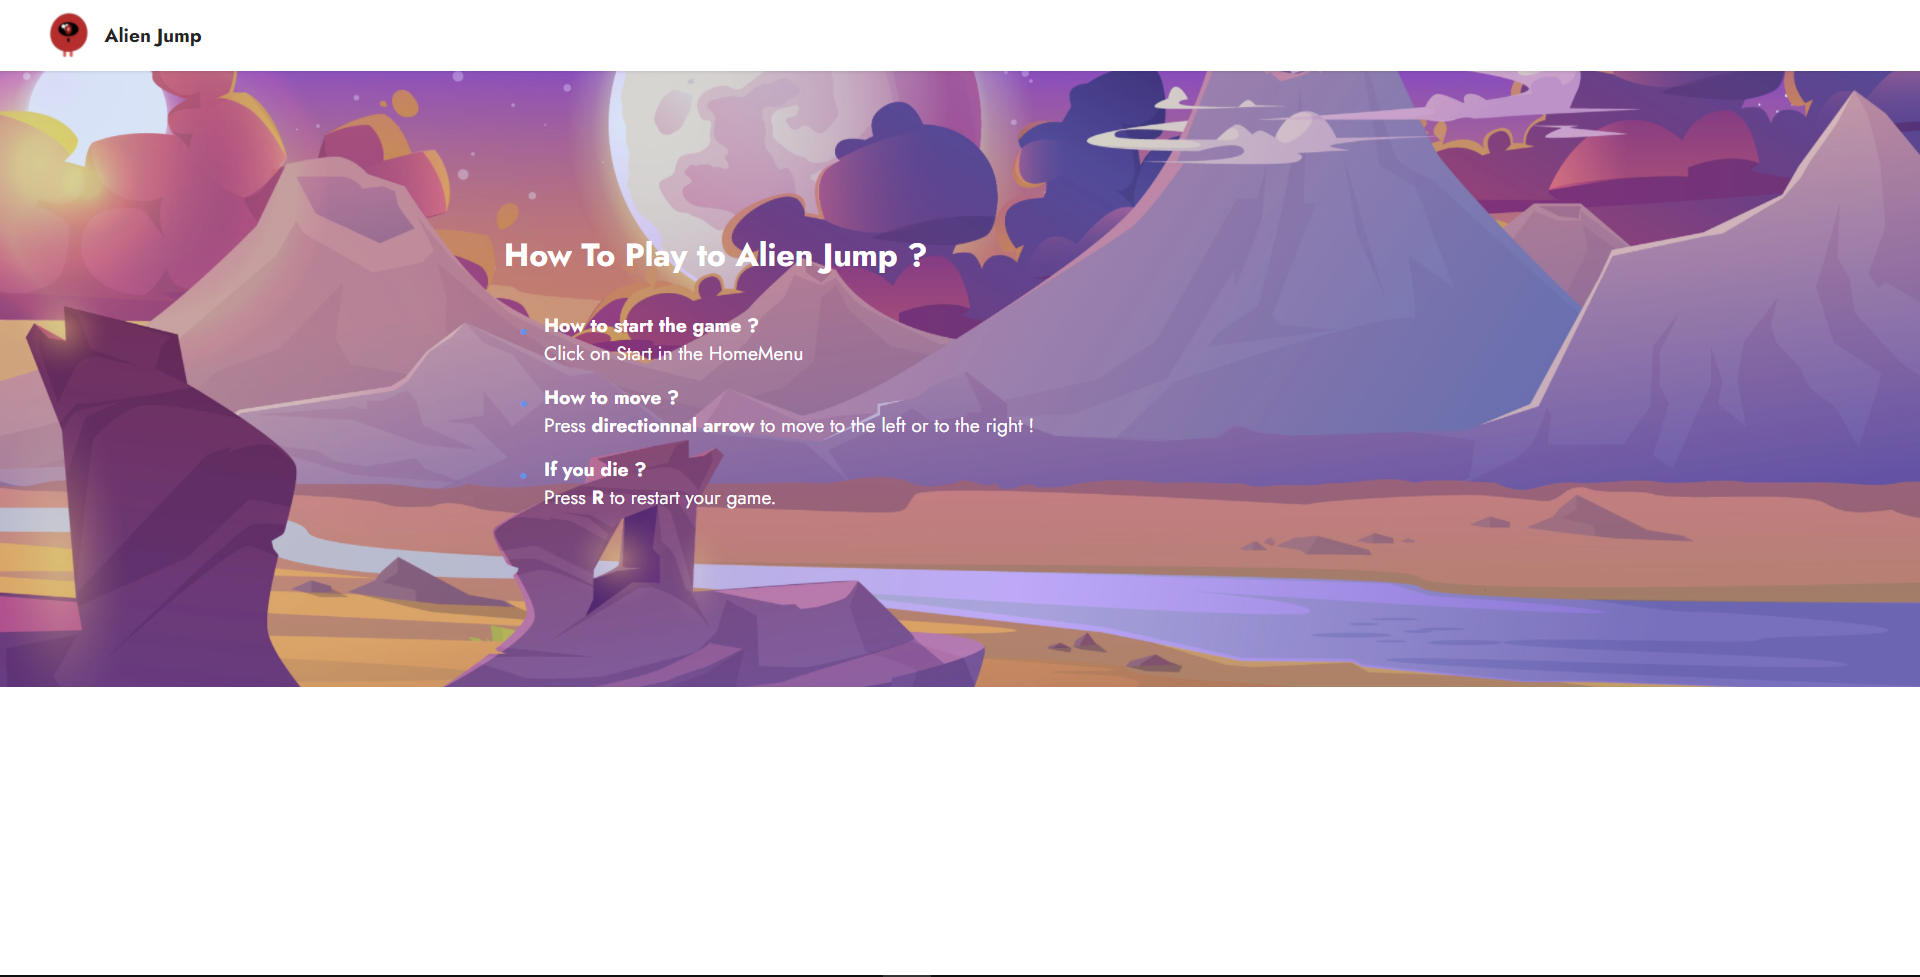 Alien Jump
How To Play to Alien Jump ?
How to start the game ?
Click on Start in the HomeMenu
How to move ?
Press directionnal arrow to move to the left or to the right !
If you die ?
Press R to restart your game.